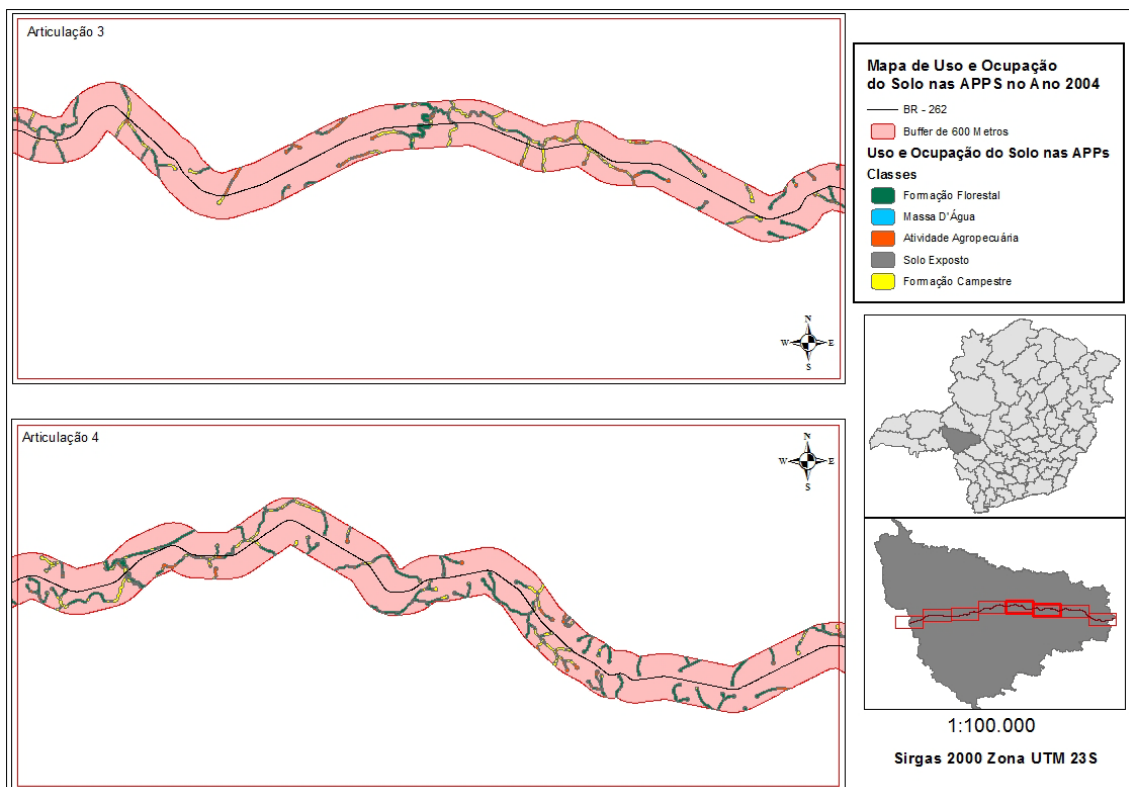 Articulação 3
N
W
E
S
Articulação 4
N
W
E
S
Mapa de Uso e Ocupação
do Solo nas APPS no Ano 2004
BR - 262
Buffer de 600 Metros
Uso e Ocupação do Solo nas APPs
Classes
Formação Florestal
Massa D'Água
Atividade Agropecuária
Solo Exposto
Formação Campestre
1:100.000
Sirgas 2000 Zona UTM 23S